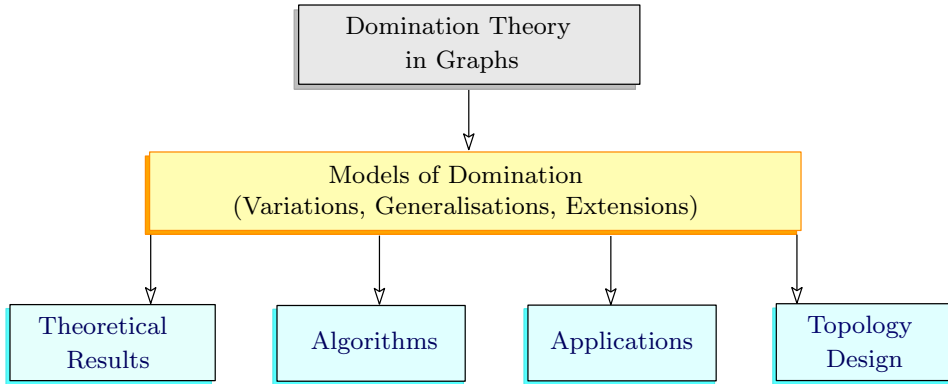 Domination Theory
in Graphs
Models of Domination
(Variations, Generalisations, Extensions)
Theoretical
Results
Algorithms
Applications
Topology
Design